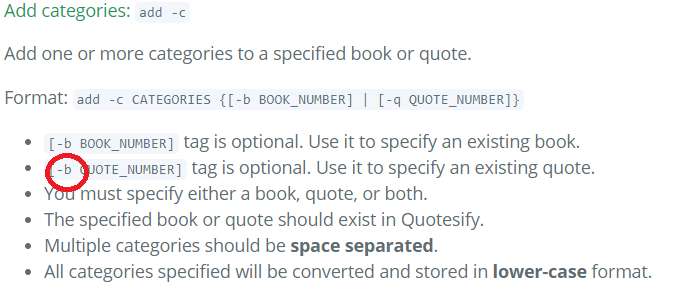 Add categories: add -c
Add one or more categories to a specified book or quote.
Format: add -c CATEGORIES {[-b BOOK_NUMBER] | [-q QUOTE_NUMBER]}
• [-b BOOK_NUMBER] tag is optional. Use it to specify an existing book.
• [-b QUOTE_NUMBER] tag is optional. Use it to specify an existing quote.
• You must specify either a book, quote, or both.
• The specified book or quote should exist in Quotesify.
• Multiple categories should be space separated.
• All categories specified will be converted and stored in lower-case format.